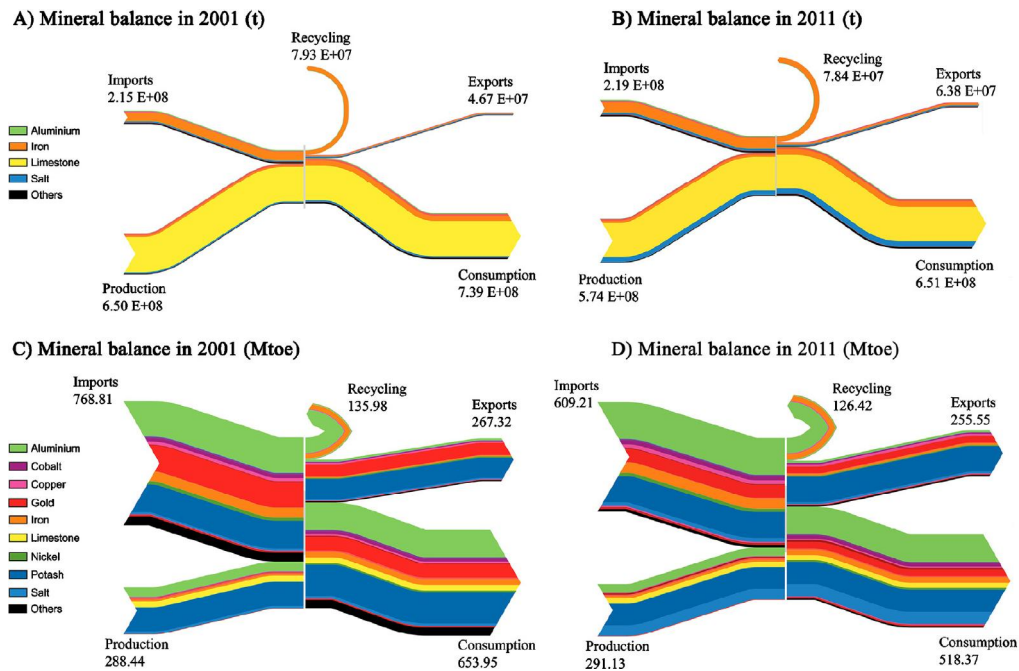 A) Mineral balance in 2001 (t)
Recycling
7.93 E+07
Imports
2.15 E+08
Exports
4.67 E+07
Aluminium
Iron
Limestone
Salt
Others
Production
6.50 E+08
Consumption
7.39 E+08
B) Mineral balance in 2011 (t)
Recycling
7.84 E+07
Imports
2.19 E+08
Exports
6.38 E+07
Production
5.74 E+08
Consumption
6.51 E+08
C) Mineral balance in 2001 (Mtoe)
Imports
768.81
Recycling
135.98
Exports
267.32
Aluminium
Cobalt
Copper
Gold
Iron
Limestone
Nickel
Potash
Salt
Others
Production
288.44
Consumption
653.95
D) Mineral balance in 2011 (Mtoe)
Imports
609.21
Recycling
126.42
Exports
255.55
Production
291.13
Consumption
518.37